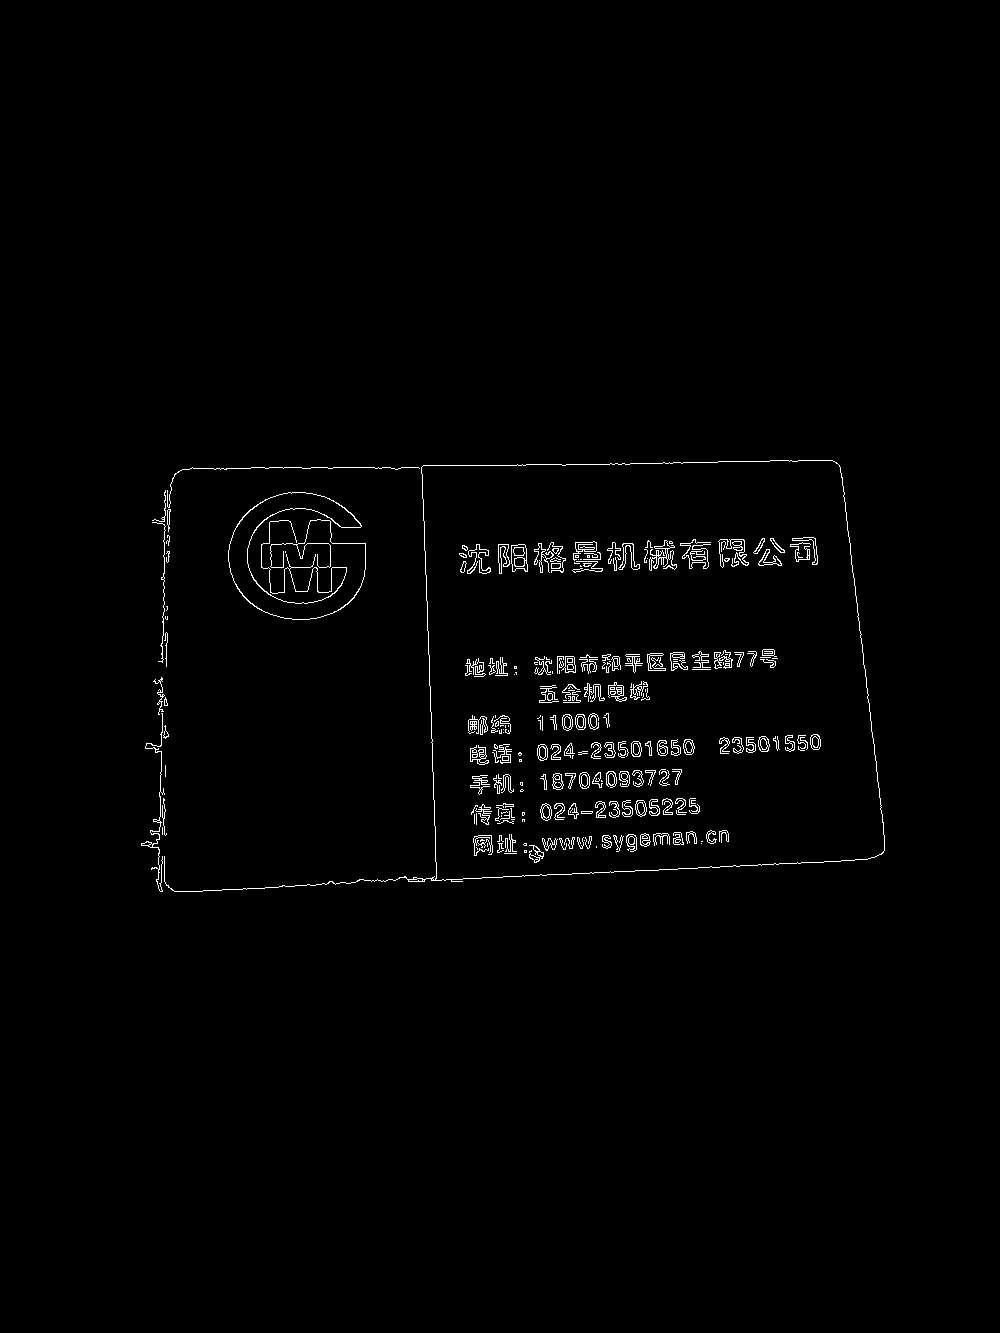 GMM
沈阳格曼机械有限公司
地址：沈阳市和平区民主路77号
五金机电城
邮编 110001
电话：024-23501650 23501550
手机：18704093727
传真：024-23505225
网址：www.sygeman.cn